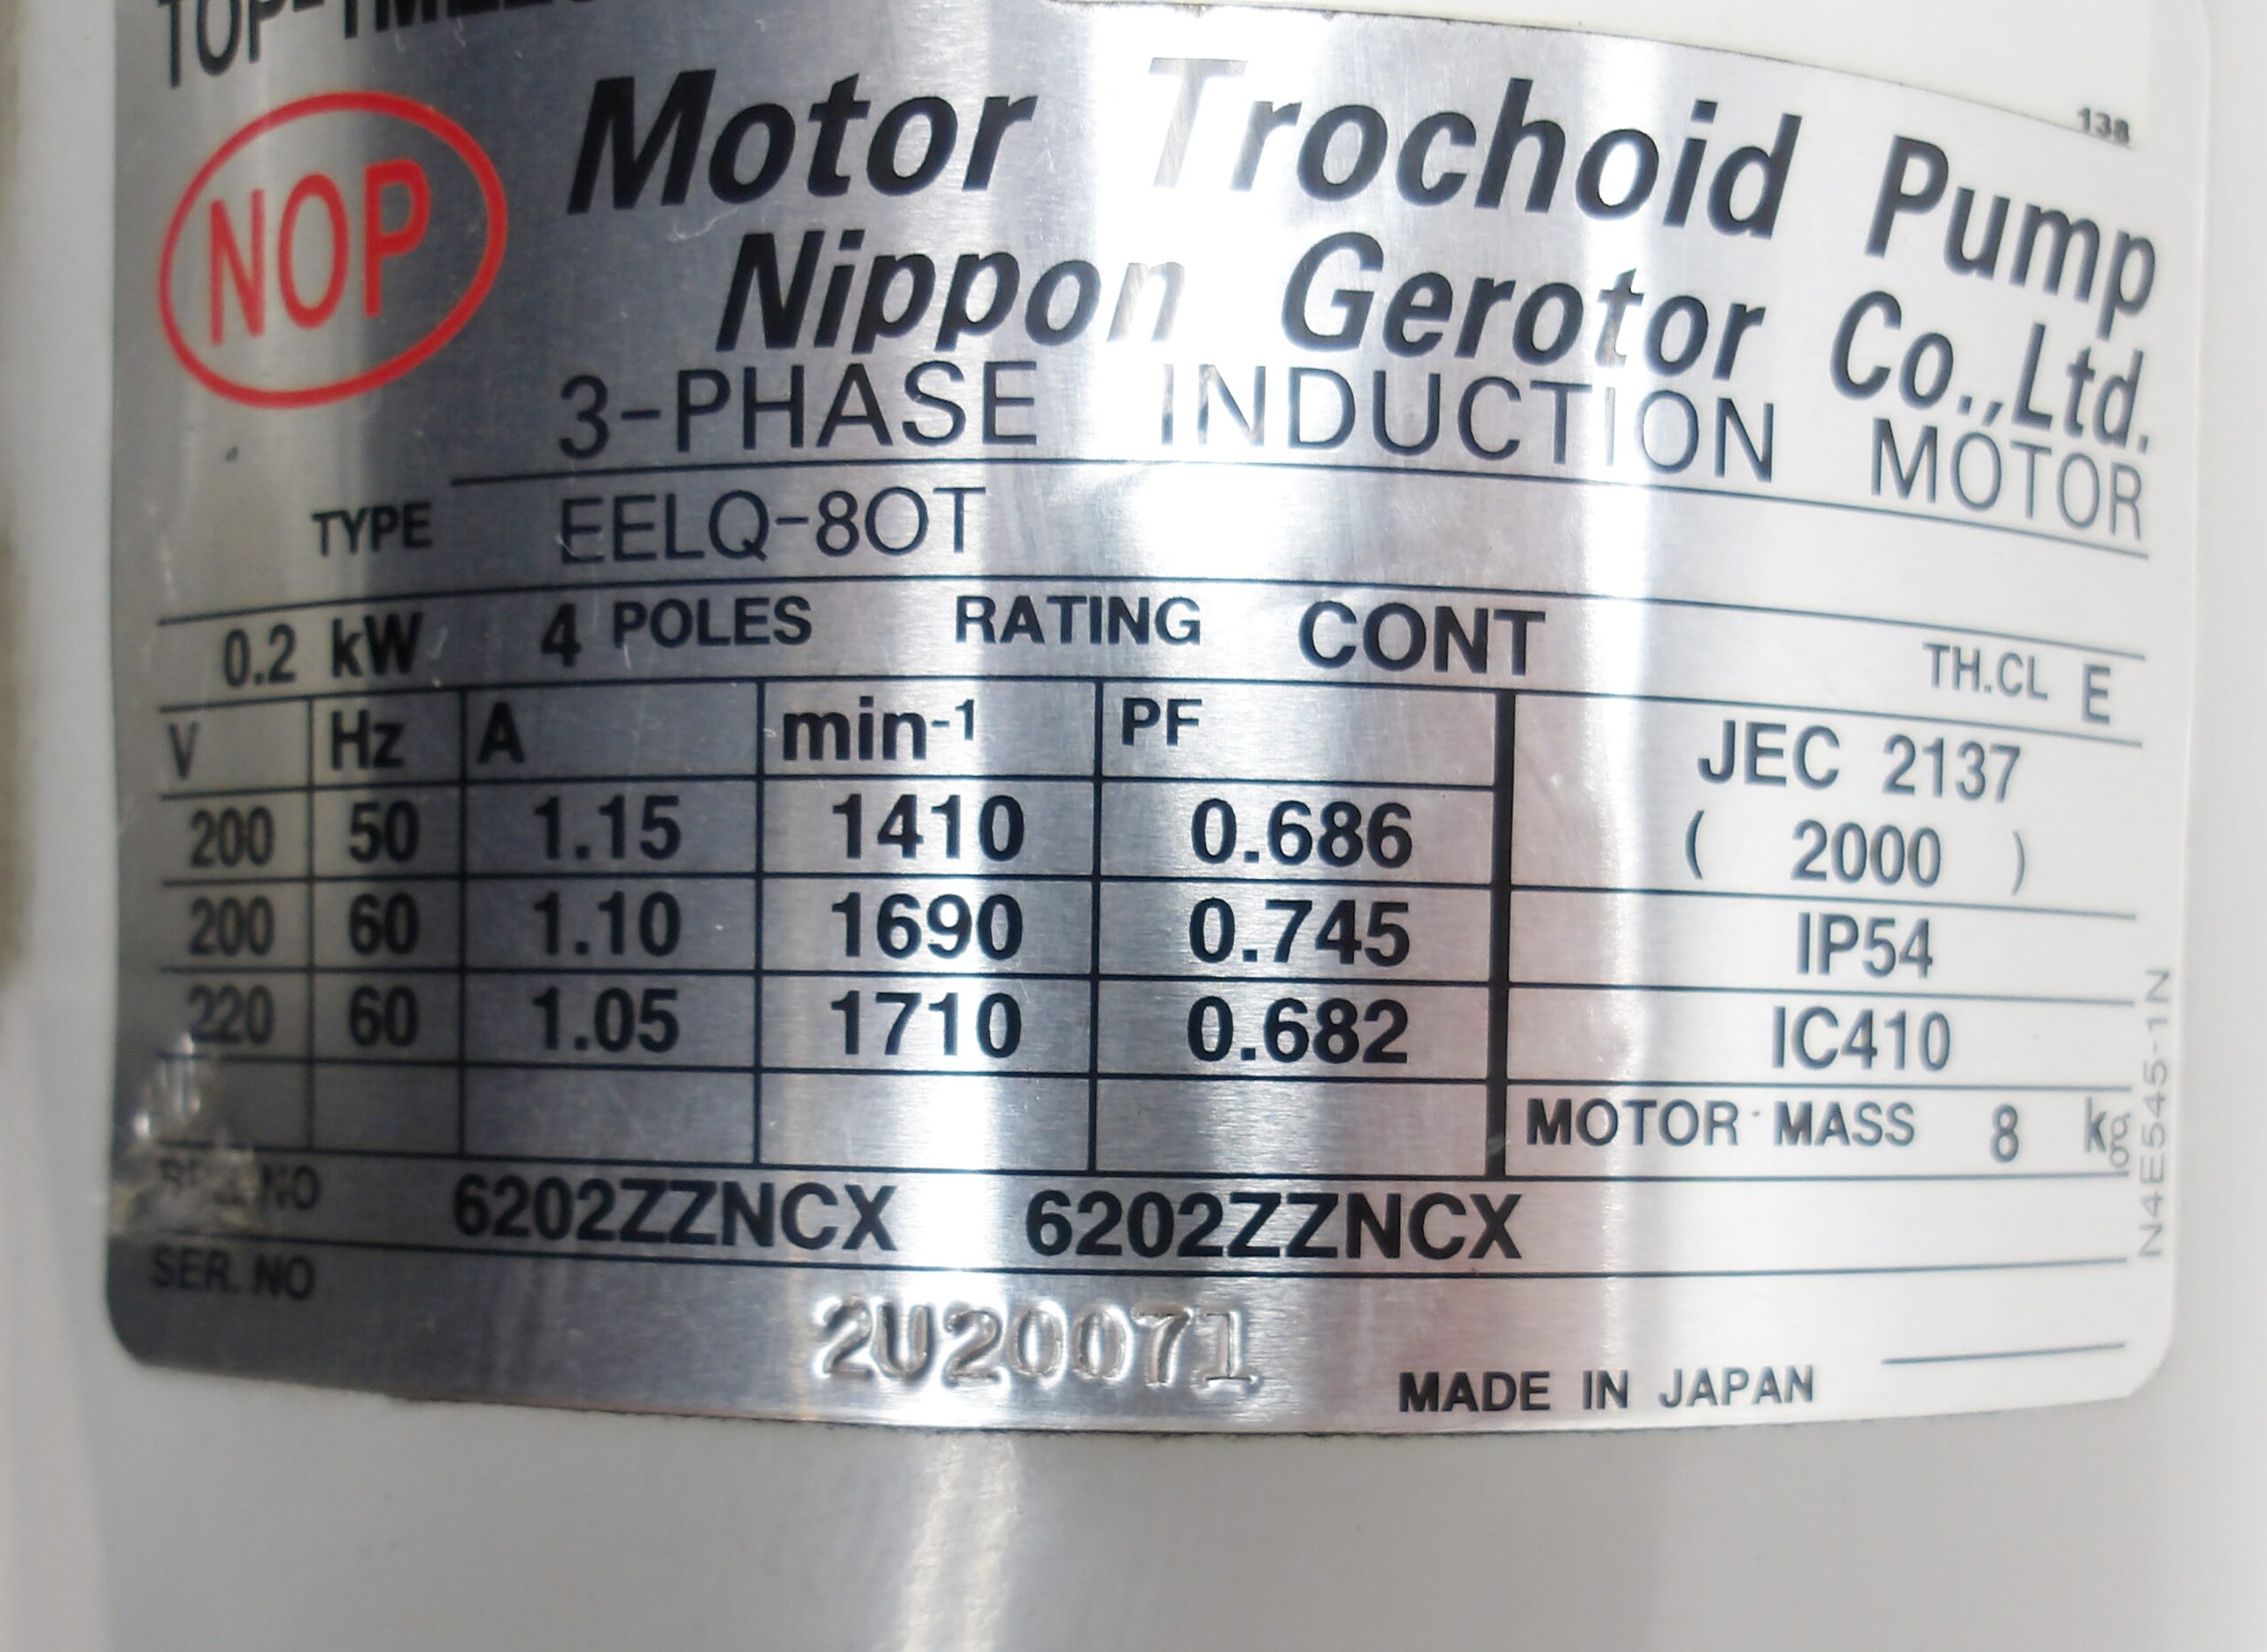 138
NOP
Motor Trochoid Pump
Nippon Gerotor Co.,Ltd.
3-PHASE INDUCTION MOTOR
TYPE EELQ-80T
0.2 kW 4 POLES RATING CONT TH.CL E
V Hz A min-1 PF
JEC 2137
( 2000 )
200 50 1.15 1410 0.686
200 60 1.10 1690 0.745 IP54
220 60 1.05 1710 0.682 IC410
MOTOR MASS 8 kg
NO 6202ZZNCX 6202ZZNCX
SER. NO 2U20071
MADE IN JAPAN
N4E545-1N